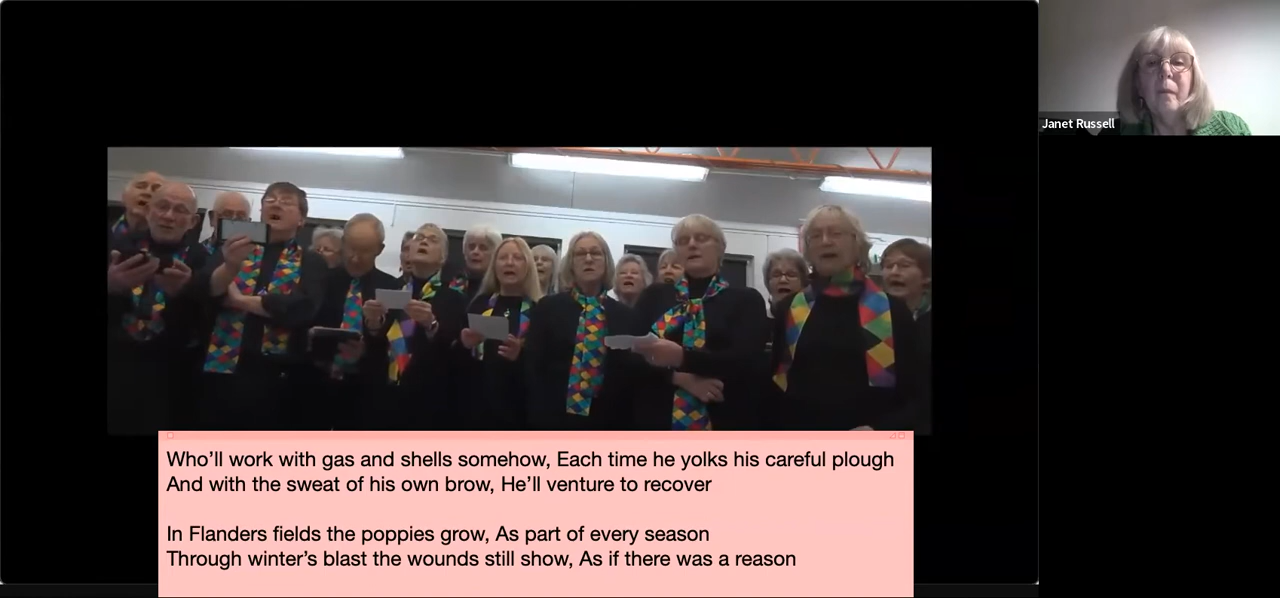 Janet Russell
Who’ll work with gas and shells somehow, Each time he yolks his careful plough
And with the sweat of his own brow, He’ll venture to recover
In Flanders fields the poppies grow, As part of every season
Through winter’s blast the wounds still show, As if there was a reason